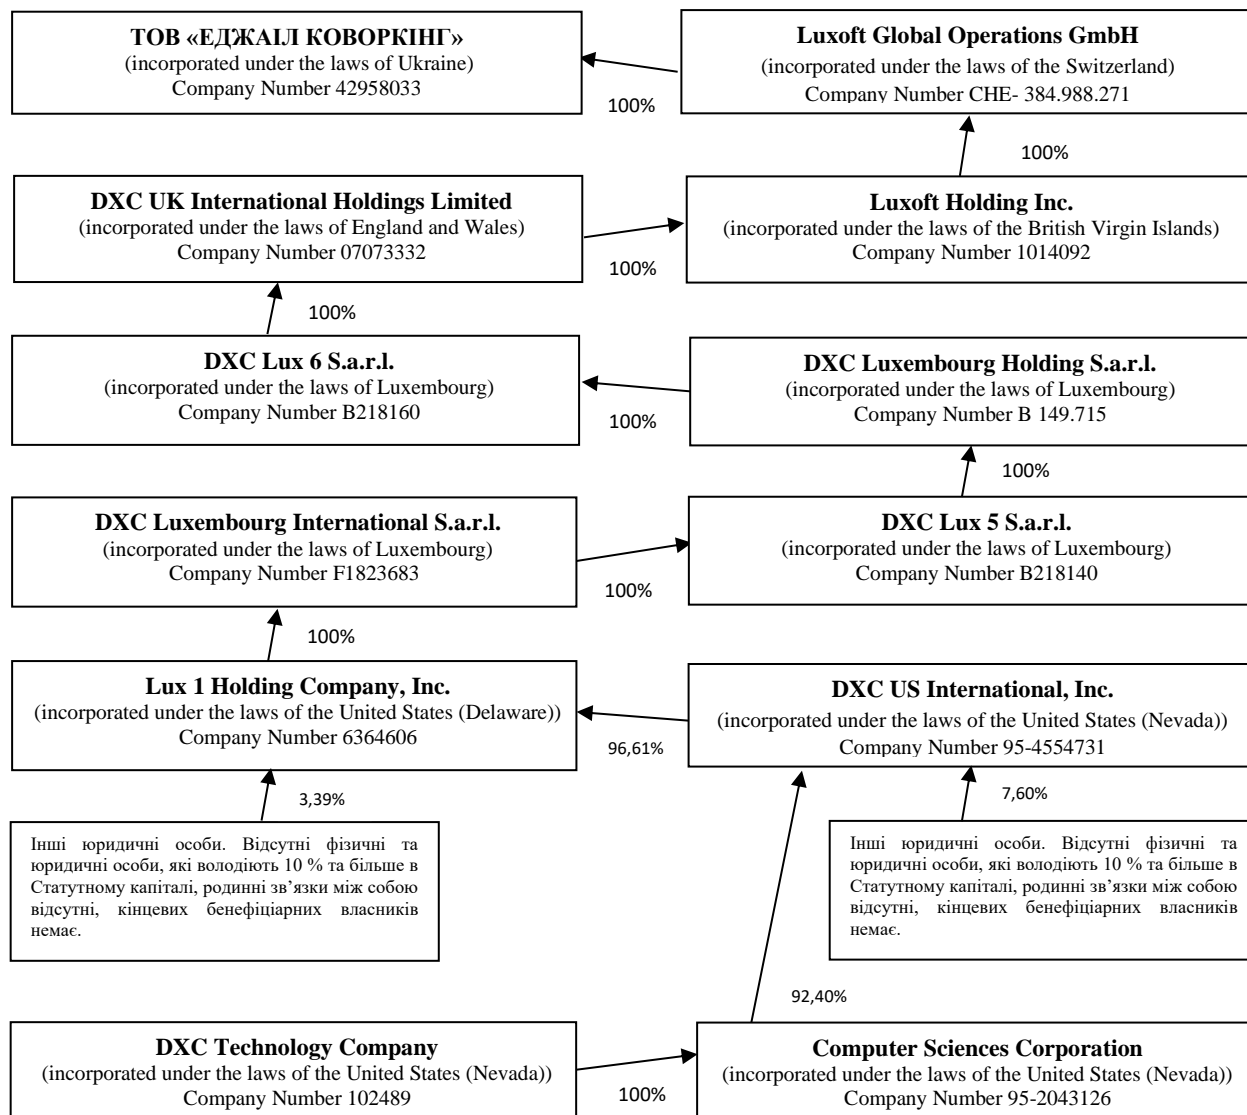 ТОВ «ЕДЖАІЛ КОВОРКІНГ»
(incorporated under the laws of Ukraine)
Company Number 42958033
Luxoft Global Operations GmbH
(incorporated under the laws of the Switzerland)
Company Number CHE- 384.988.271
100%
100%
DXC UK International Holdings Limited
(incorporated under the laws of England and Wales)
Company Number 07073332
Luxoft Holding Inc.
(incorporated under the laws of the British Virgin Islands)
Company Number 1014092
100%
100%
DXC Lux 6 S.a.r.l.
(incorporated under the laws of Luxembourg)
Company Number B218160
DXC Luxembourg Holding S.a.r.l.
(incorporated under the laws of Luxembourg)
Company Number B 149.715
100%
100%
DXC Luxembourg International S.a.r.l.
(incorporated under the laws of Luxembourg)
Company Number F1823683
DXC Lux 5 S.a.r.l.
(incorporated under the laws of Luxembourg)
Company Number B218140
100%
100%
Lux 1 Holding Company, Inc.
(incorporated under the laws of the United States (Delaware))
Company Number 6364606
DXC US International, Inc.
(incorporated under the laws of the United States (Nevada))
Company Number 95-4554731
96,61%
3,39%
7,60%
Інші юридичні особи. Відсутні фізичні та
юридичні особи, які володіють 10 % та більше в
Статутному капіталі, родинні зв’язки між собою
відсутні, кінцевих бенефіціарних власників
немає.
Інші юридичні особи. Відсутні фізичні та
юридичні особи, які володіють 10 % та більше в
Статутному капіталі, родинні зв’язки між собою
відсутні, кінцевих бенефіціарних власників
немає.
92,40%
DXC Technology Company
(incorporated under the laws of the United States (Nevada))
Company Number 102489
Computer Sciences Corporation
(incorporated under the laws of the United States (Nevada))
Company Number 95-2043126
100%